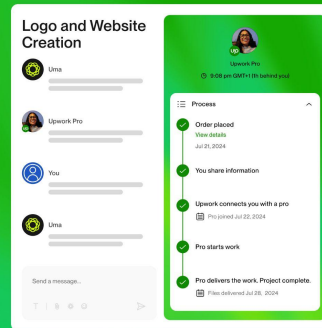 Logo and Website
Creation
Uma
Upwork Pro
You
Uma
Send a message...
Upwork Pro
9:08 pm GMT+1 (1h behind you)
Process
Order placed
View details
Jul 21, 2024
You share information
Upwork connects you with a pro
Pro joined Jul 22, 2024
Pro starts work
Pro delivers the work. Project complete.
Files delivered Jul 28, 2024